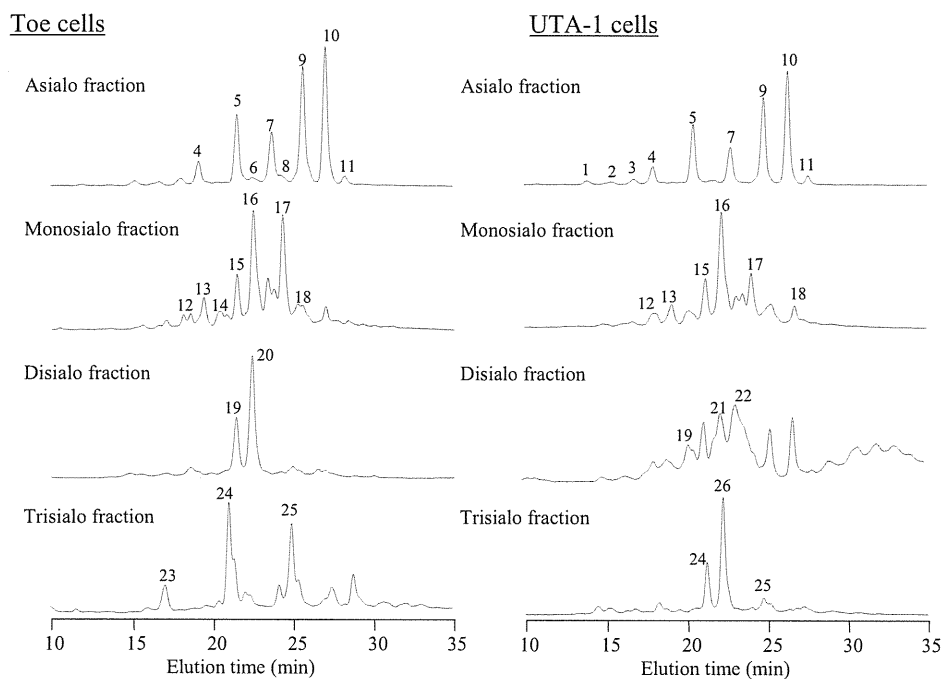 Toe cells
Asialo fraction
4
5
6
7
8
9
10
11
Monosialo fraction
12
13
14
15
16
17
18
Disialo fraction
19
20
Trisialo fraction
23
24
25
10 15 20 25 30 35
Elution time (min)
UTA-1 cells
Asialo fraction
1
2
3
4
5
7
9
10
11
Monosialo fraction
12
13
15
16
17
18
Disialo fraction
19
21
22
Trisialo fraction
24
26
25
10 15 20 25 30 35
Elution time (min)